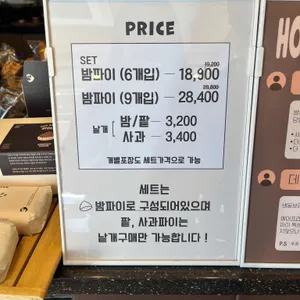 PRICE
SET
19,200
밤파이 (6개입) — 18,900
28,800
밤파이 (9개입) — 28,400
낱개
밤/팥 — 3,200
사과 — 3,400
개별포장도 세트가격으로 가능
세트는
밤파이로 구성되어있으며
팥, 사과파이는
낱개구매만 가능합니다!
HO
P.S